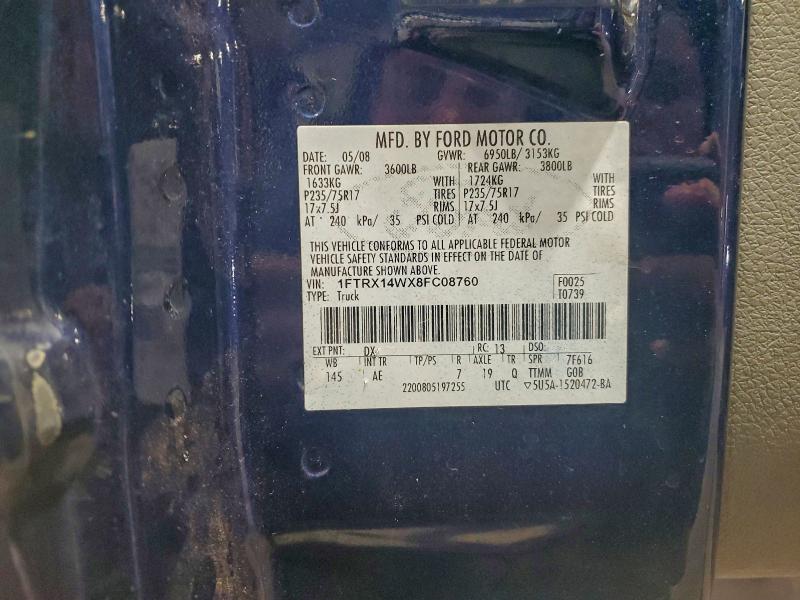 MFD. BY FORD MOTOR CO.
DATE: 05/08 GVWR: 6950LB/ 3153KG
FRONT GAWR: 3600LB REAR GAWR: 3800LB
1633KG WITH 1724KG WITH
P235/75R17 TIRES P235/75R17 TIRES
17x7.5J RIMS 17x7.5J RIMS
AT 240 kPa/ 35 PSI COLD AT 240 kPa/ 35 PSI COLD
THIS VEHICLE CONFORMS TO ALL APPLICABLE FEDERAL MOTOR
VEHICLE SAFETY STANDARDS IN EFFECT ON THE DATE OF
MANUFACTURE SHOWN ABOVE.
VIN: 1FTRX14WX8FC08760 F0025
TYPE: Truck T0739
EXT PNT: DX RC: 13 DSO:
WB INT TR TP/PS R AXLE TR SPR 7F616
145 AE 7 19 Q TTMM G0B
2200805197255 UTC ▽5U5A-1520472-BA